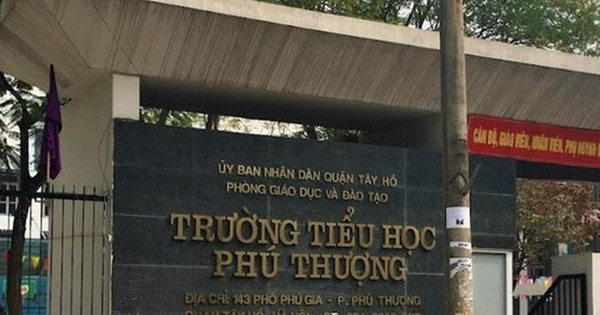 ỦY BAN NHÂN DÂN QUẬN TÂY HỒ
PHÒNG GIÁO DỤC VÀ ĐÀO TẠO
TRƯỜNG TIỂU HỌC
PHÚ THƯỢNG
ĐỊA CHỈ: 143 PHỐ PHÚ GIA - P. PHÚ THƯỢNG
CÁN BỘ, GIÁO VIÊN, NHÂN VIÊN, PHỤ HUYNH